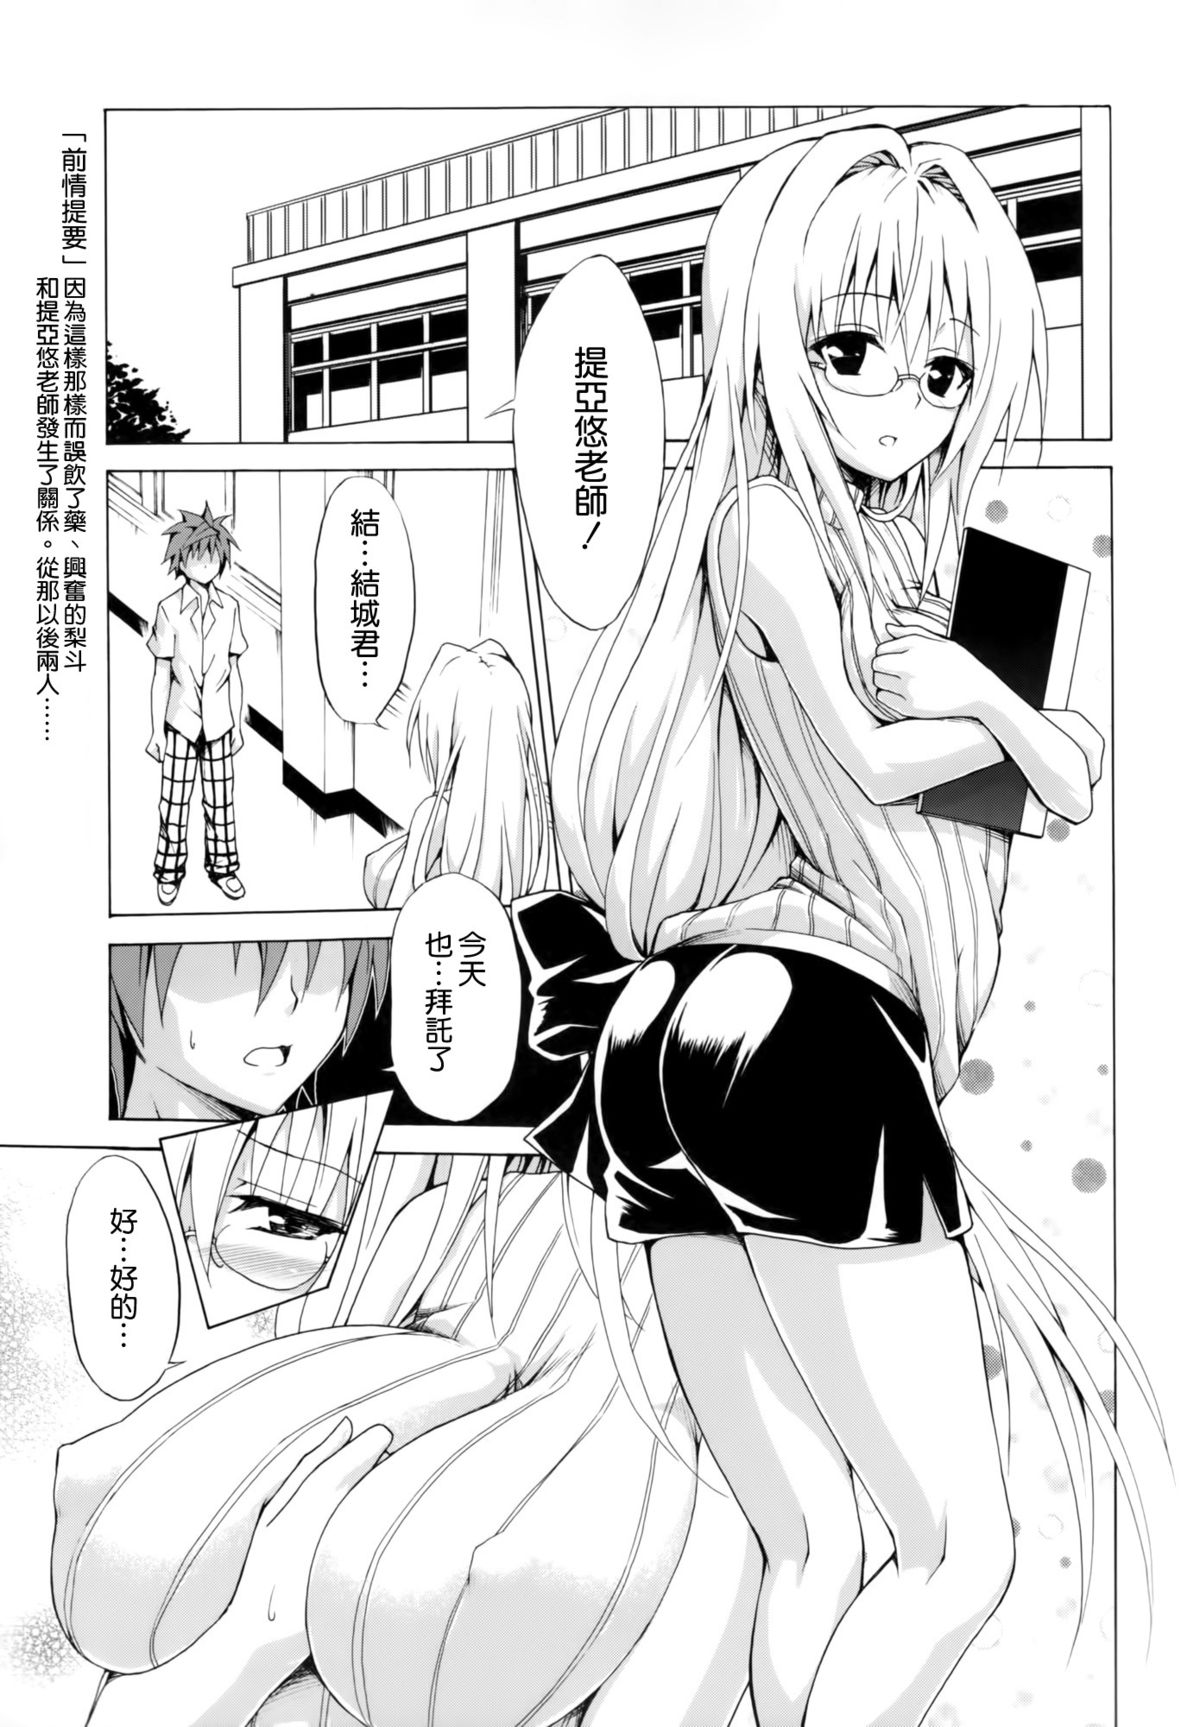 「前情提要」因為這樣那樣而誤飲了藥、興奮的梨斗
和提亞悠老師發生了關係。從那以後兩人……
提亞悠老師！
結…結城君…
今天
也…拜託了
好…好的…